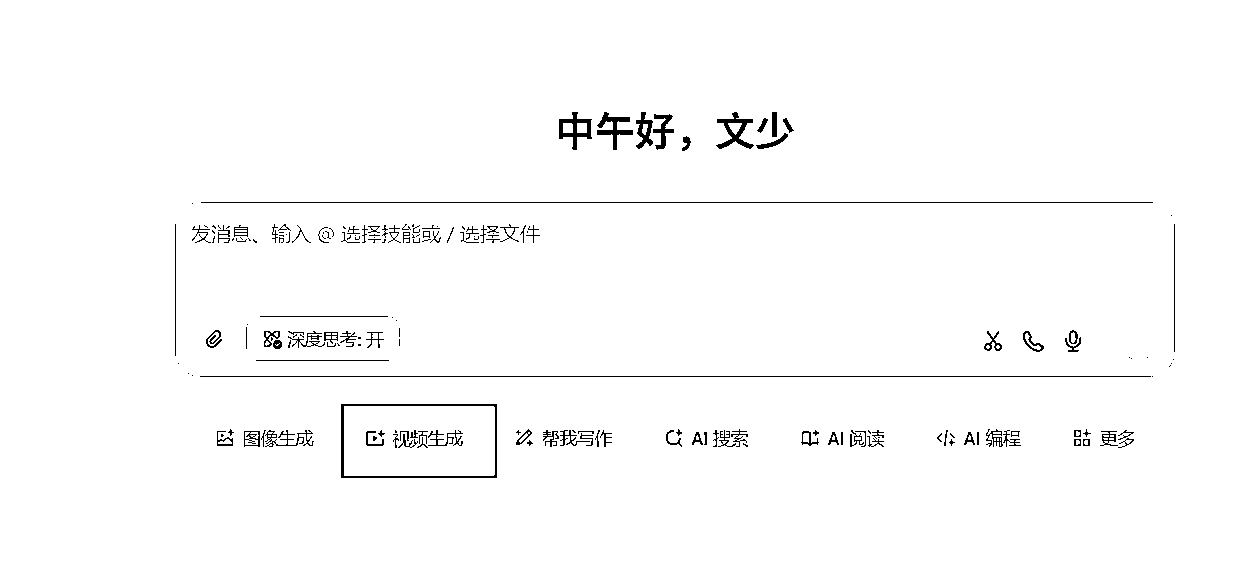 中午好，文少
发消息、输入 @ 选择技能或 / 选择文件
深度思考: 开
图像生成 视频生成 帮我写作 AI 搜索 AI 阅读 AI 编程 更多